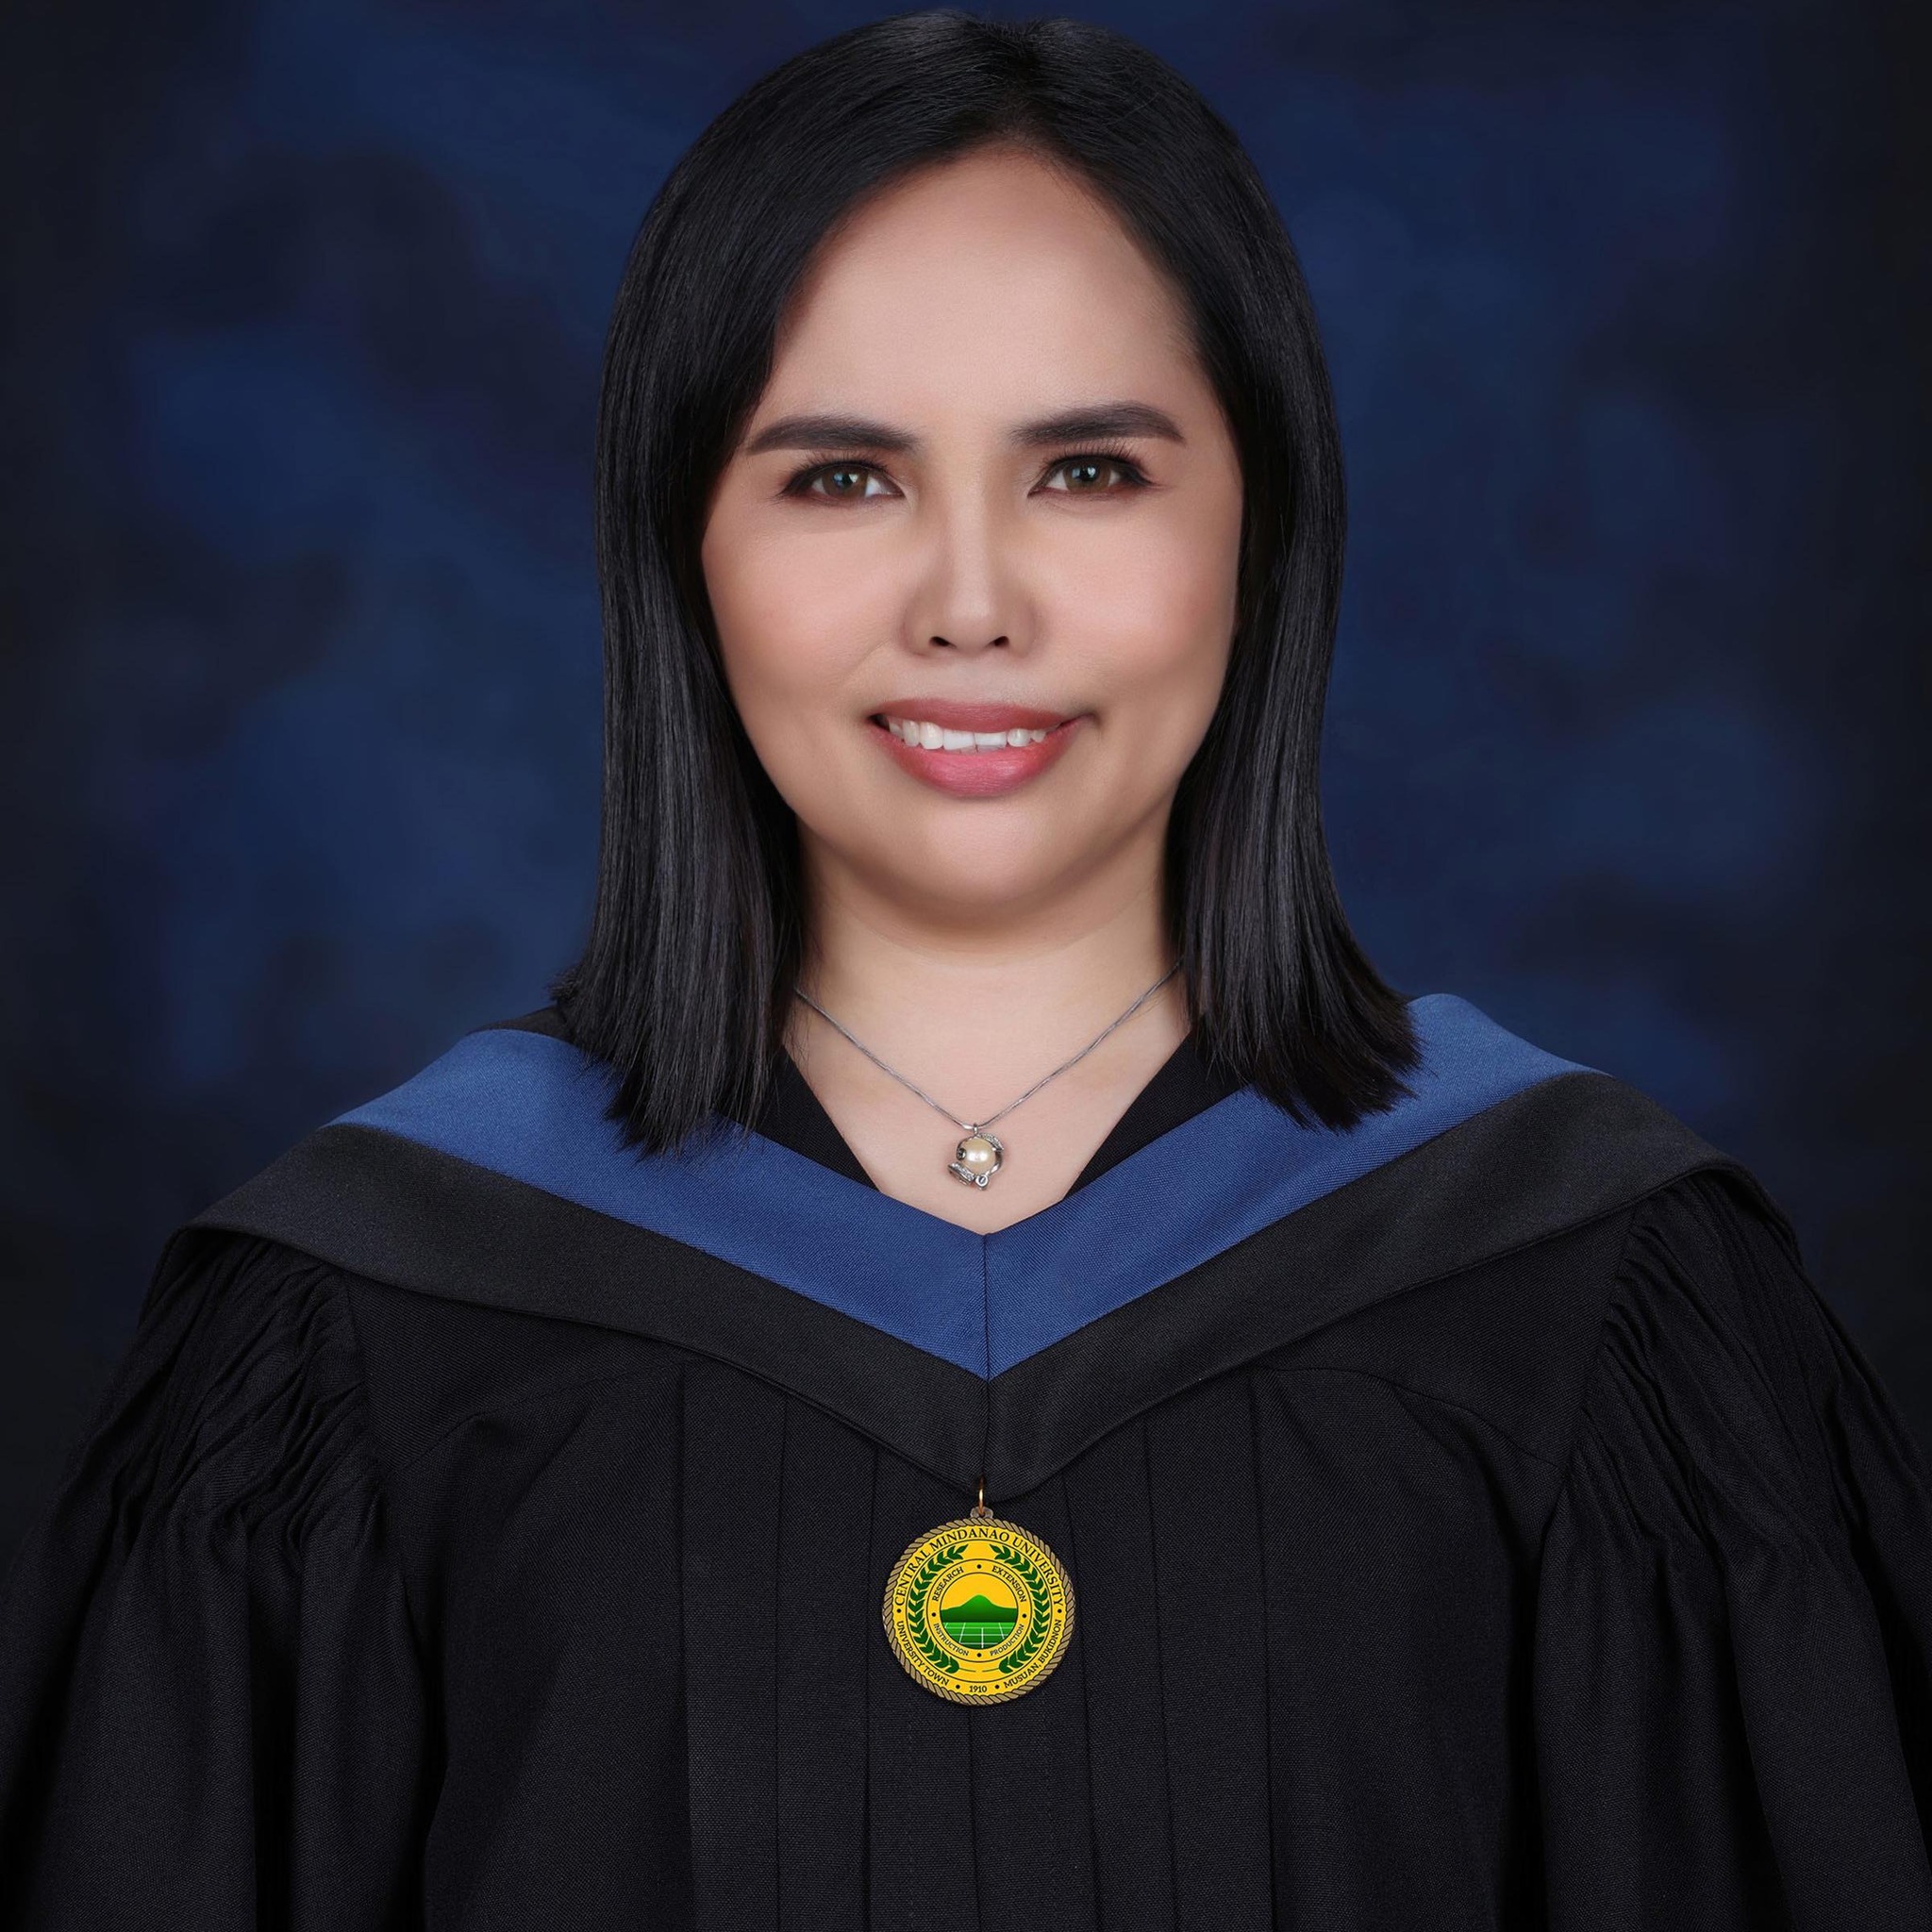 CENTRAL MINDANAO UNIVERSITY
RESEARCH • EXTENSION
INSTRUCTION • PRODUCTION
UNIVERSITY TOWN • 1910 • MUSUAN, BUKIDNON